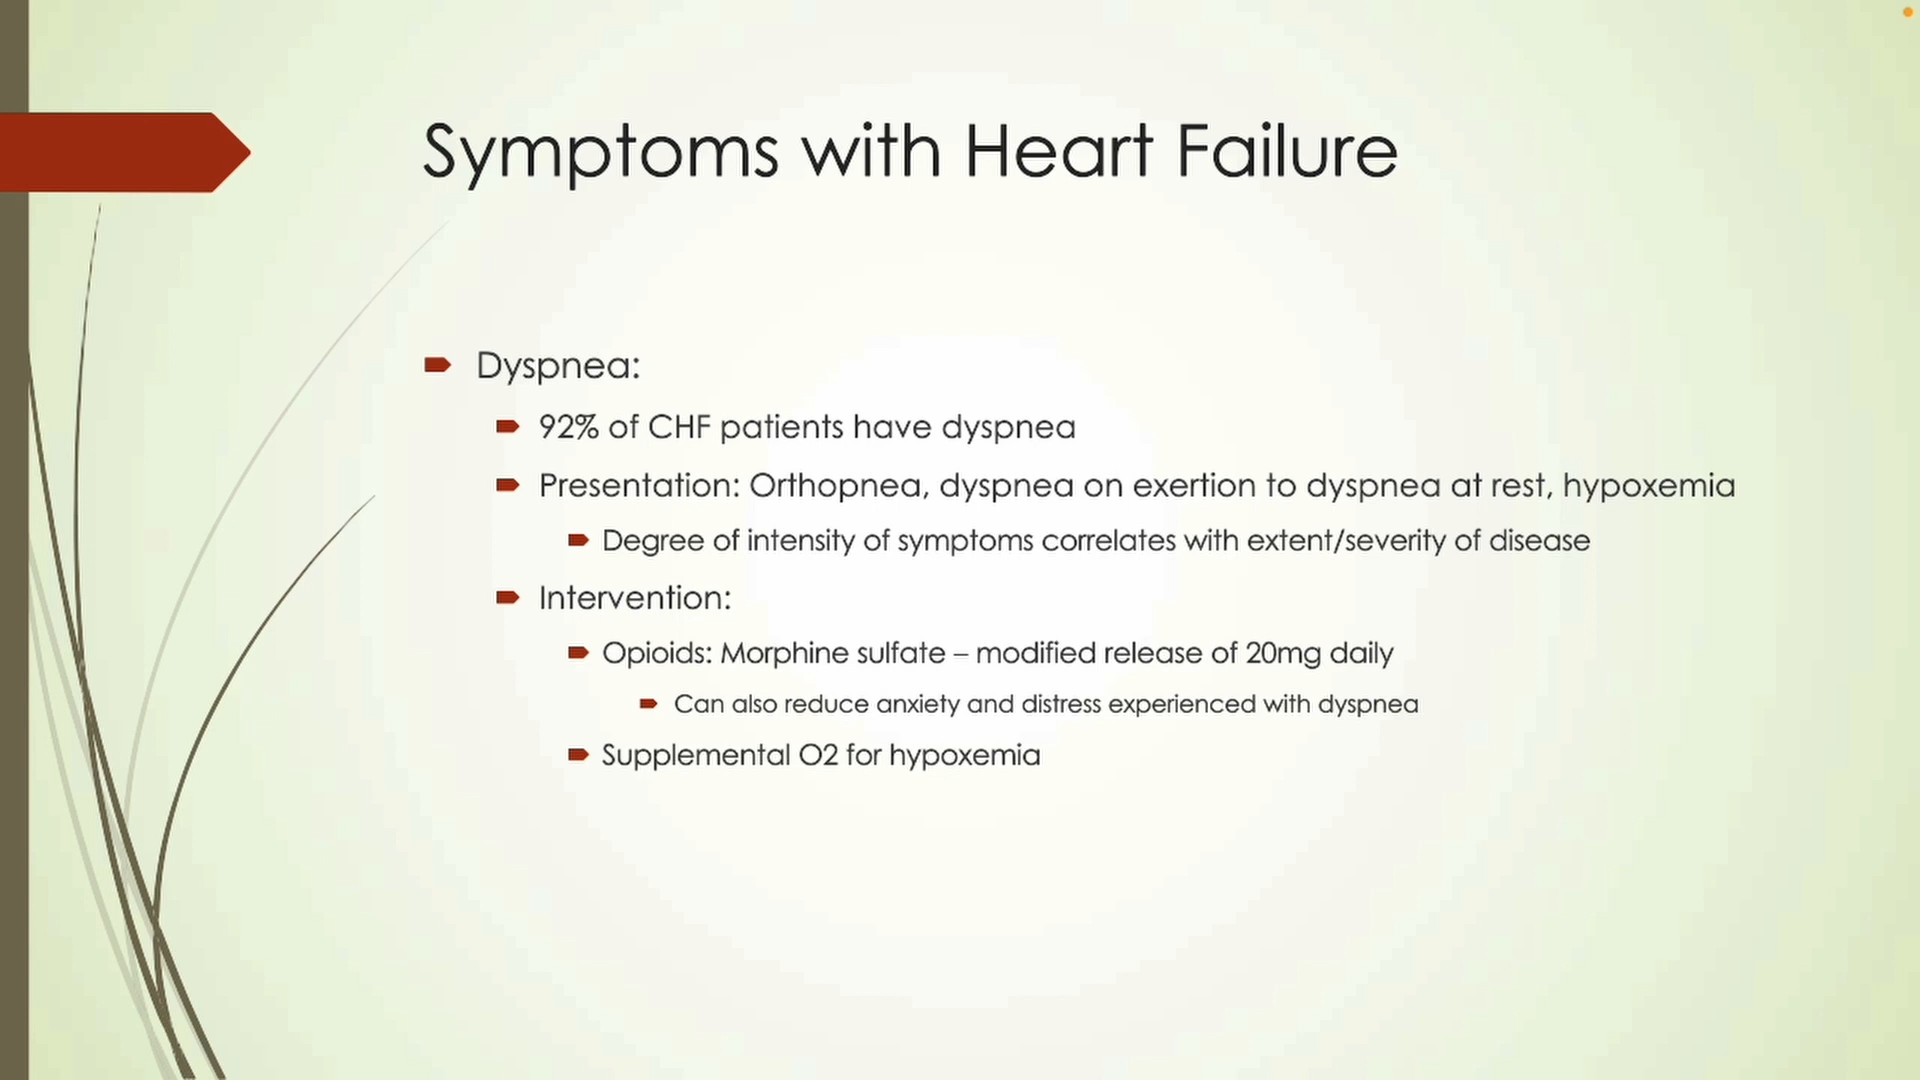 Symptoms with Heart Failure
Dyspnea:
92% of CHF patients have dyspnea
Presentation: Orthopnea, dyspnea on exertion to dyspnea at rest, hypoxemia
Degree of intensity of symptoms correlates with extent/severity of disease
Intervention:
Opioids: Morphine sulfate – modified release of 20mg daily
Can also reduce anxiety and distress experienced with dyspnea
Supplemental O2 for hypoxemia